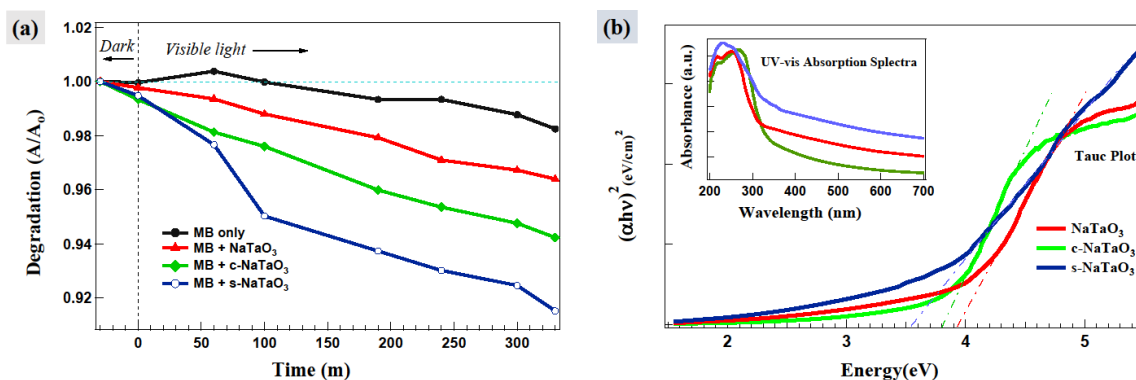 (a)
Dark
Visible light
1.02
1.00
0.98
0.96
0.94
0.92
Degradation (A/Ao)
MB only
MB + NaTaO3
MB + c-NaTaO3
MB + s-NaTaO3
0
50
100
150
200
250
300
Time (m)
(b)
UV-vis Absorption Splectra
Absorbance (a.u.)
200
300
400
500
600
700
Wavelength (nm)
(αhν)2 (eV/cm)2
Tauc Plot
NaTaO3
c-NaTaO3
s-NaTaO3
2
3
4
5
Energy(eV)